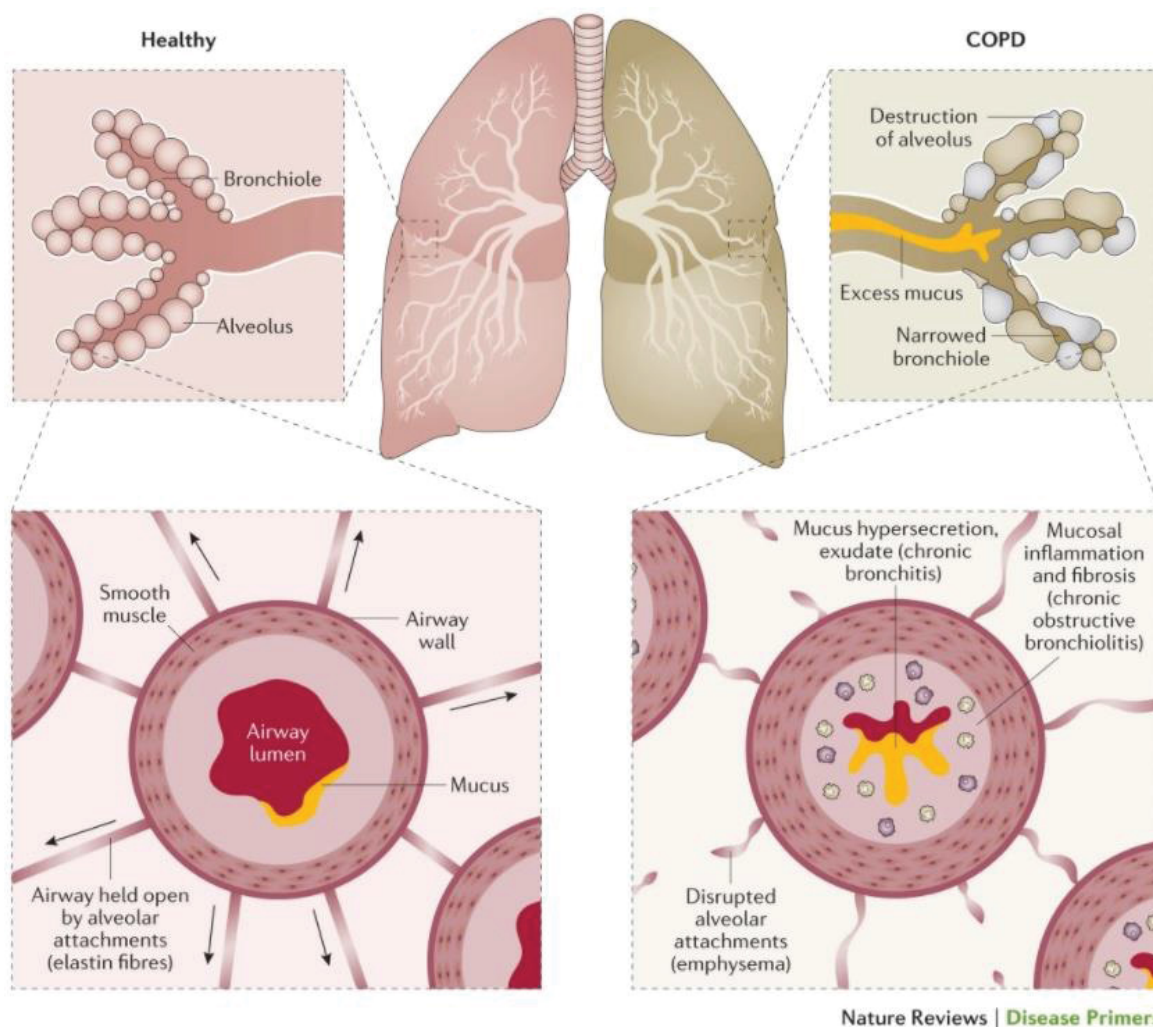 Healthy
COPD
Bronchiole
Alveolus
Destruction
of alveolus
Excess mucus
Narrowed
bronchiole
Smooth
muscle
Airway
wall
Airway
lumen
Mucus
Airway held open
by alveolar
attachments
(elastin fibres)
Mucus hypersecretion,
exudate (chronic
bronchitis)
Mucosal
inflammation
and fibrosis
(chronic
obstructive
bronchiolitis)
Disrupted
alveolar
attachments
(emphysema)
Nature Reviews | Disease Primers